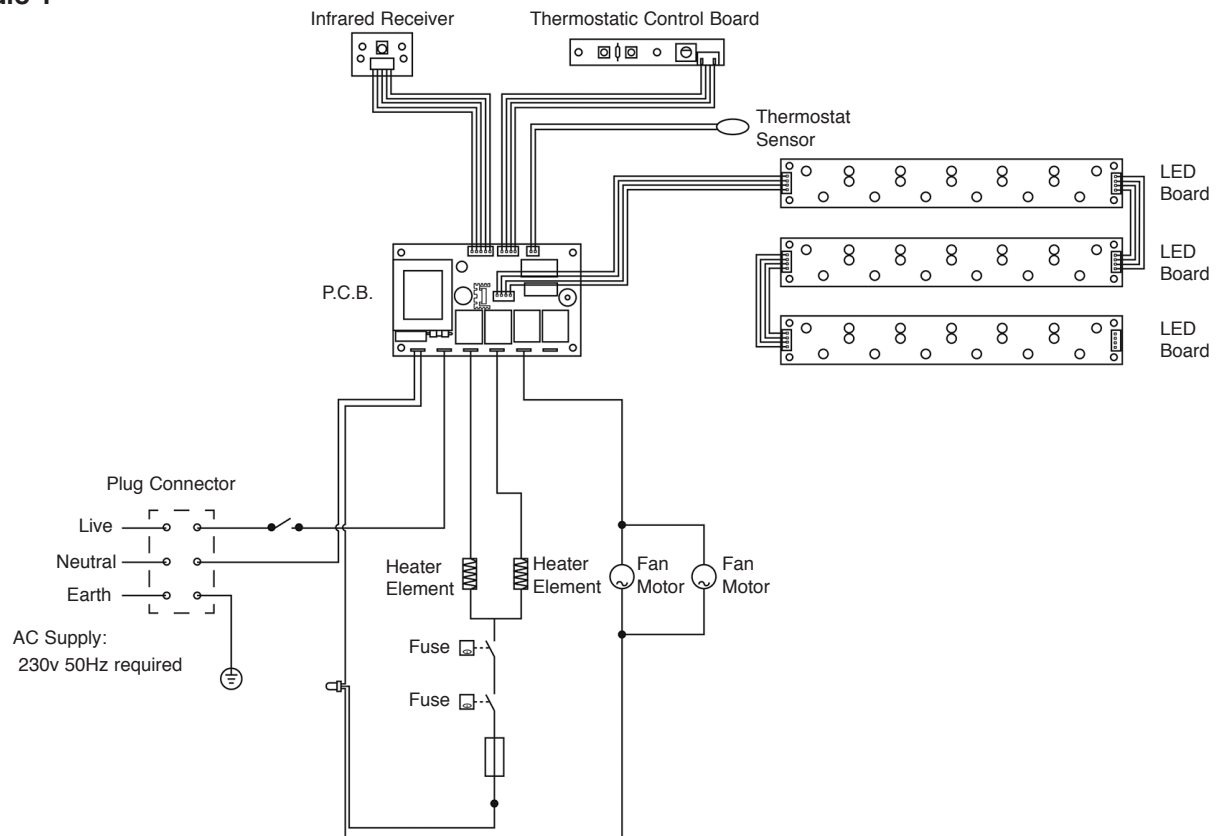 Infrared Receiver
Thermostatic Control Board
Thermostat
Sensor
LED
Board
LED
Board
LED
Board
P.C.B.
Plug Connector
Live
Neutral
Earth
AC Supply:
230v 50Hz required
Heater
Element
Heater
Element
Fan
Motor
Fan
Motor
Fuse
Fuse